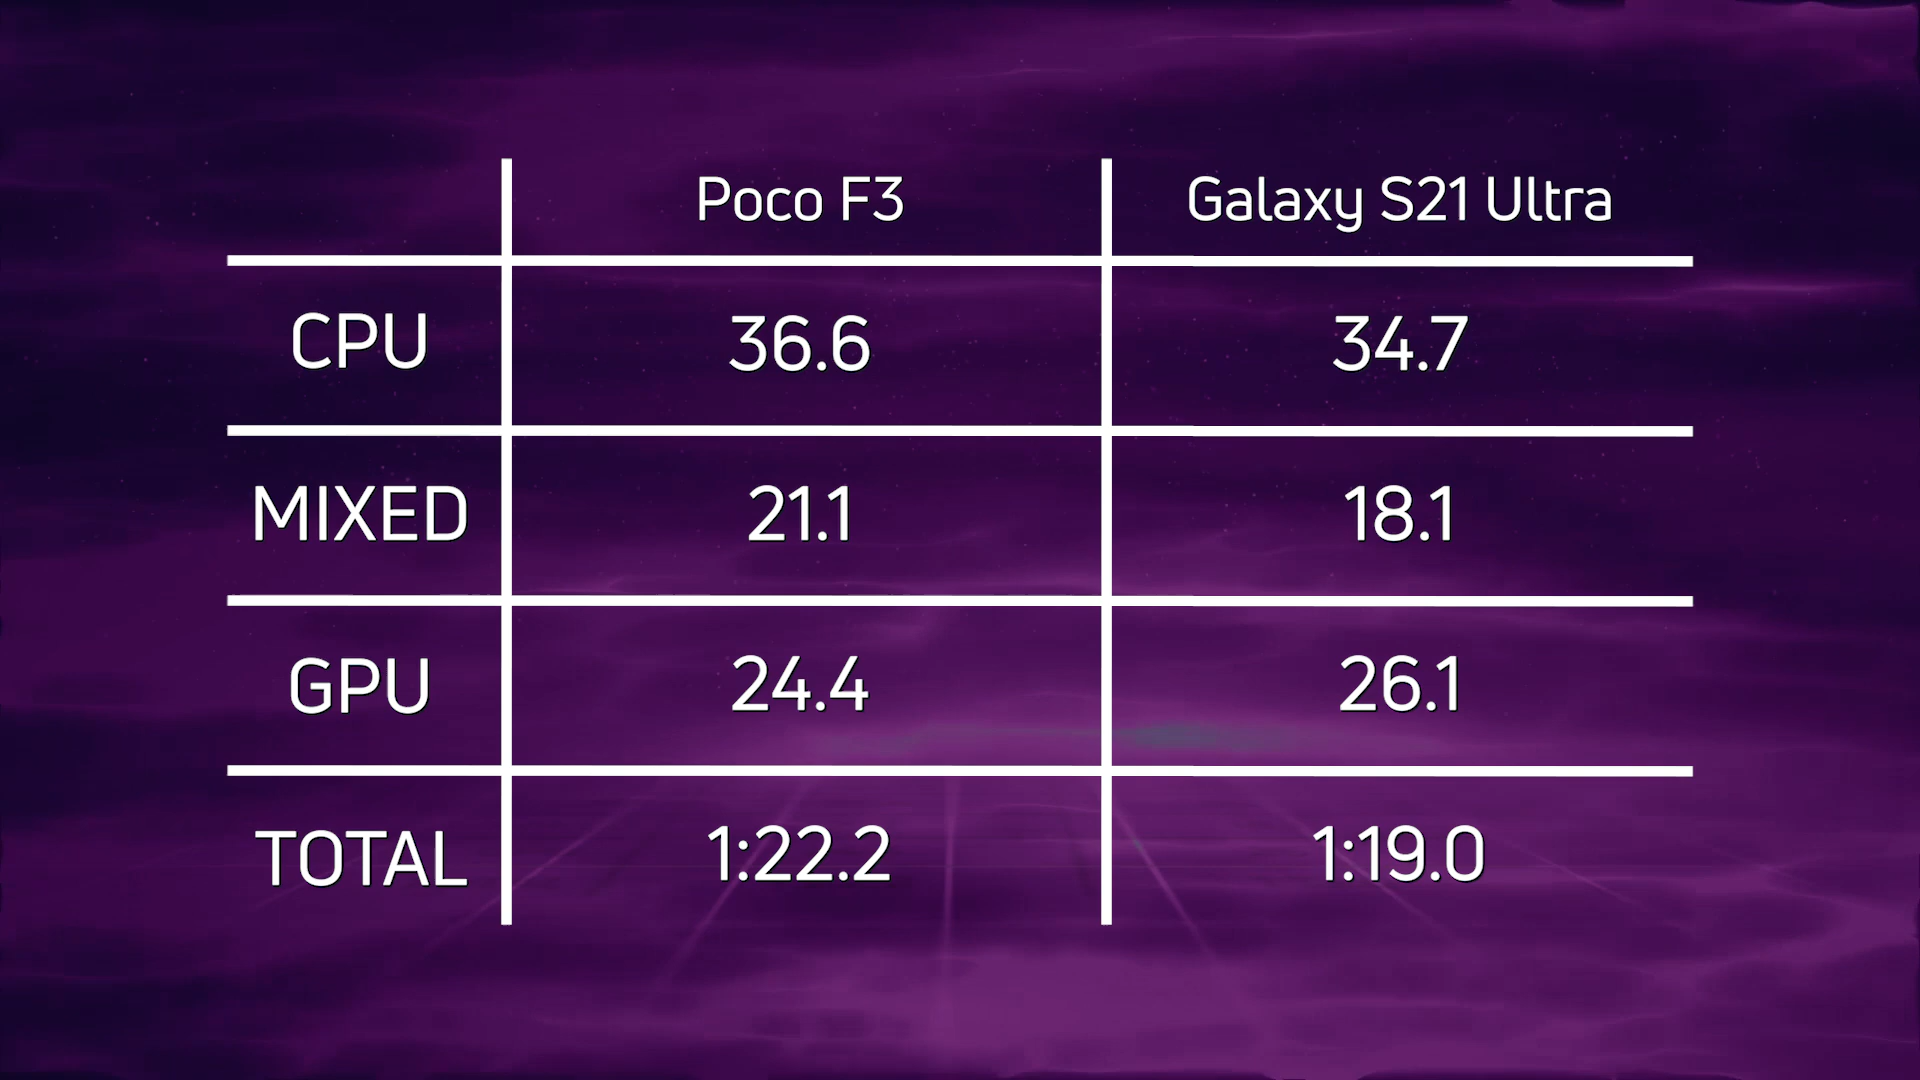 Poco F3 Galaxy S21 Ultra
CPU 36.6 34.7
MIXED 21.1 18.1
GPU 24.4 26.1
TOTAL 1:22.2 1:19.0